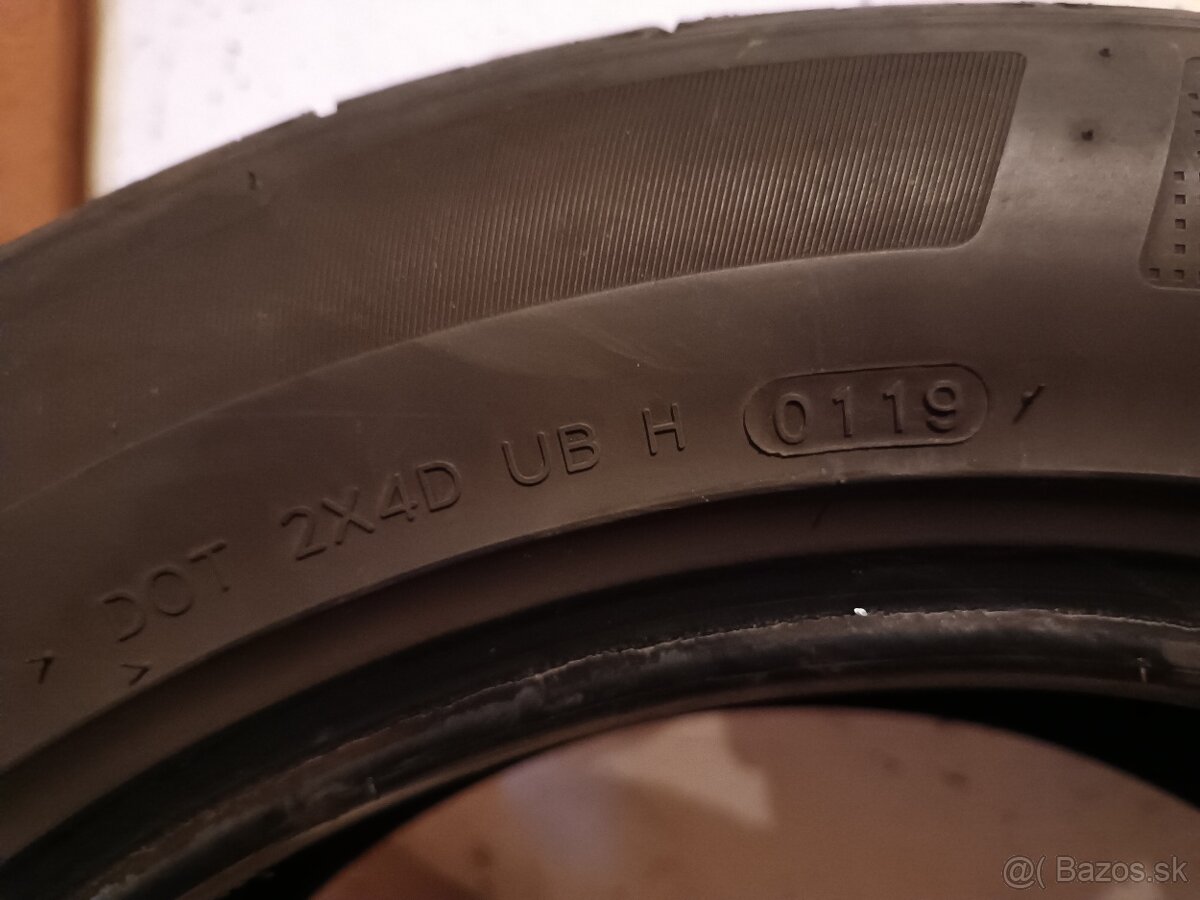 DOT 2X4D UB H 0119
@( Bazos.sk